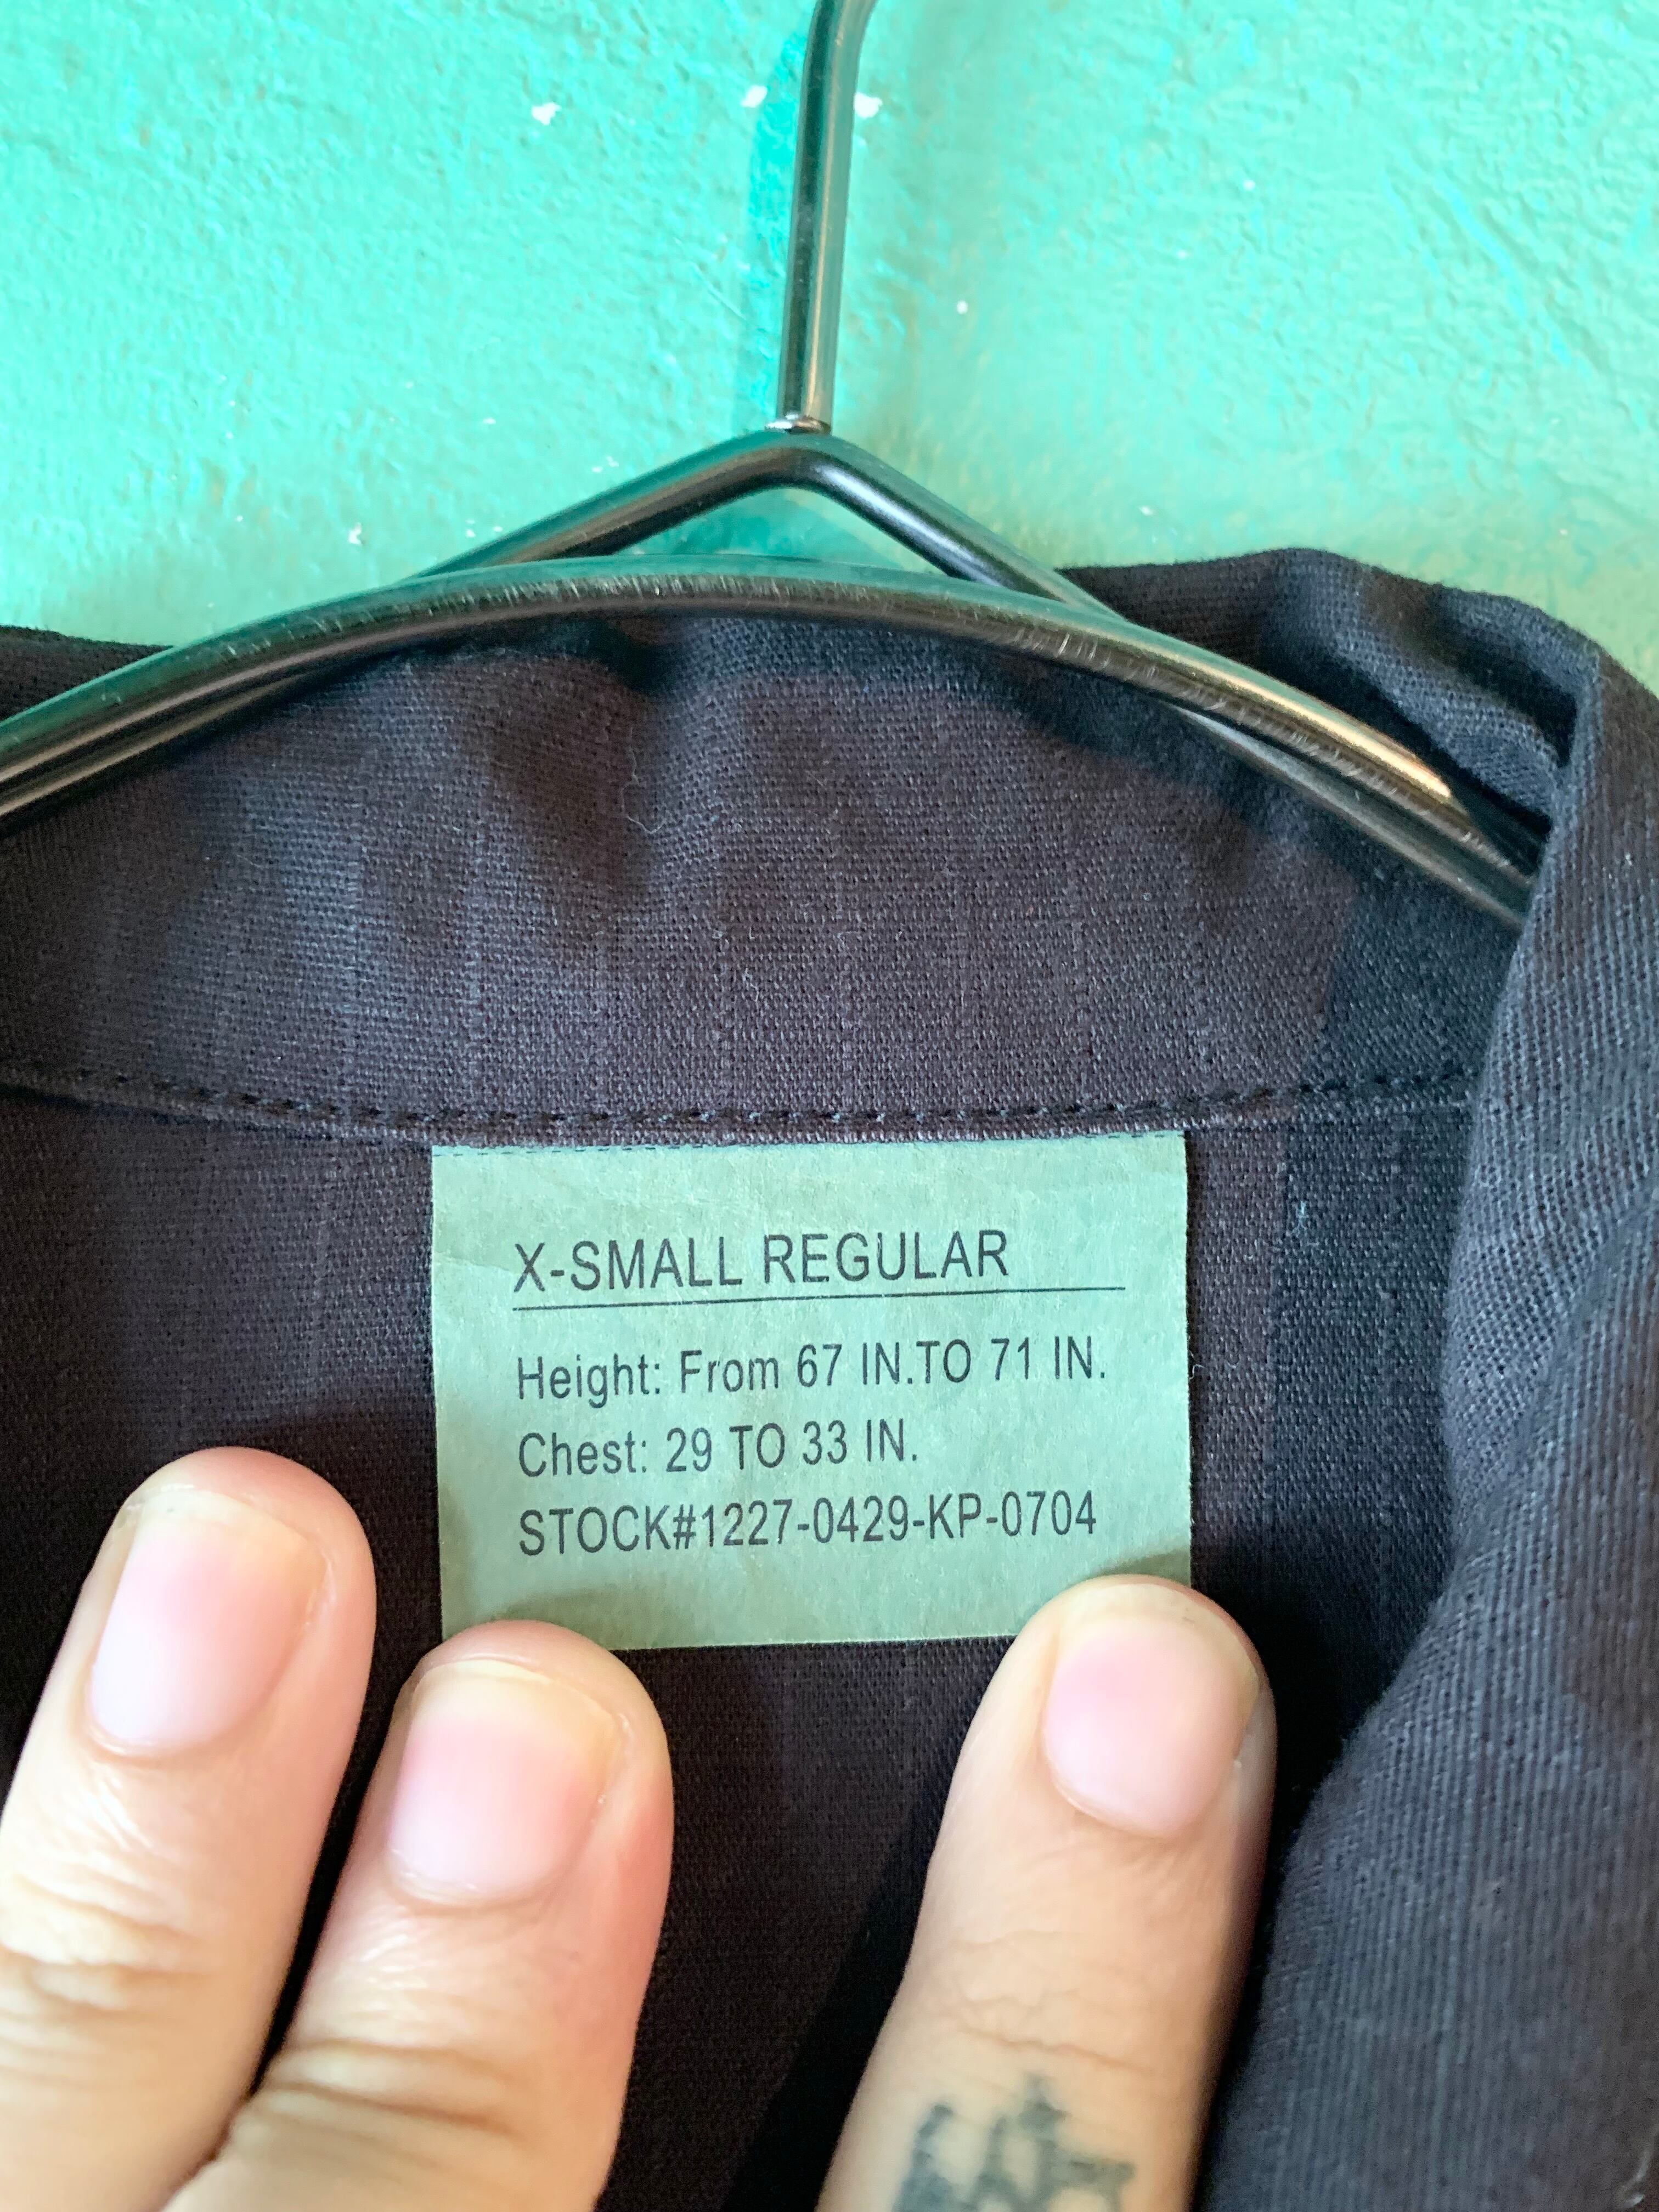 X-SMALL REGULAR
Height: From 67 IN.TO 71 IN.
Chest: 29 TO 33 IN.
STOCK#1227-0429-KP-0704